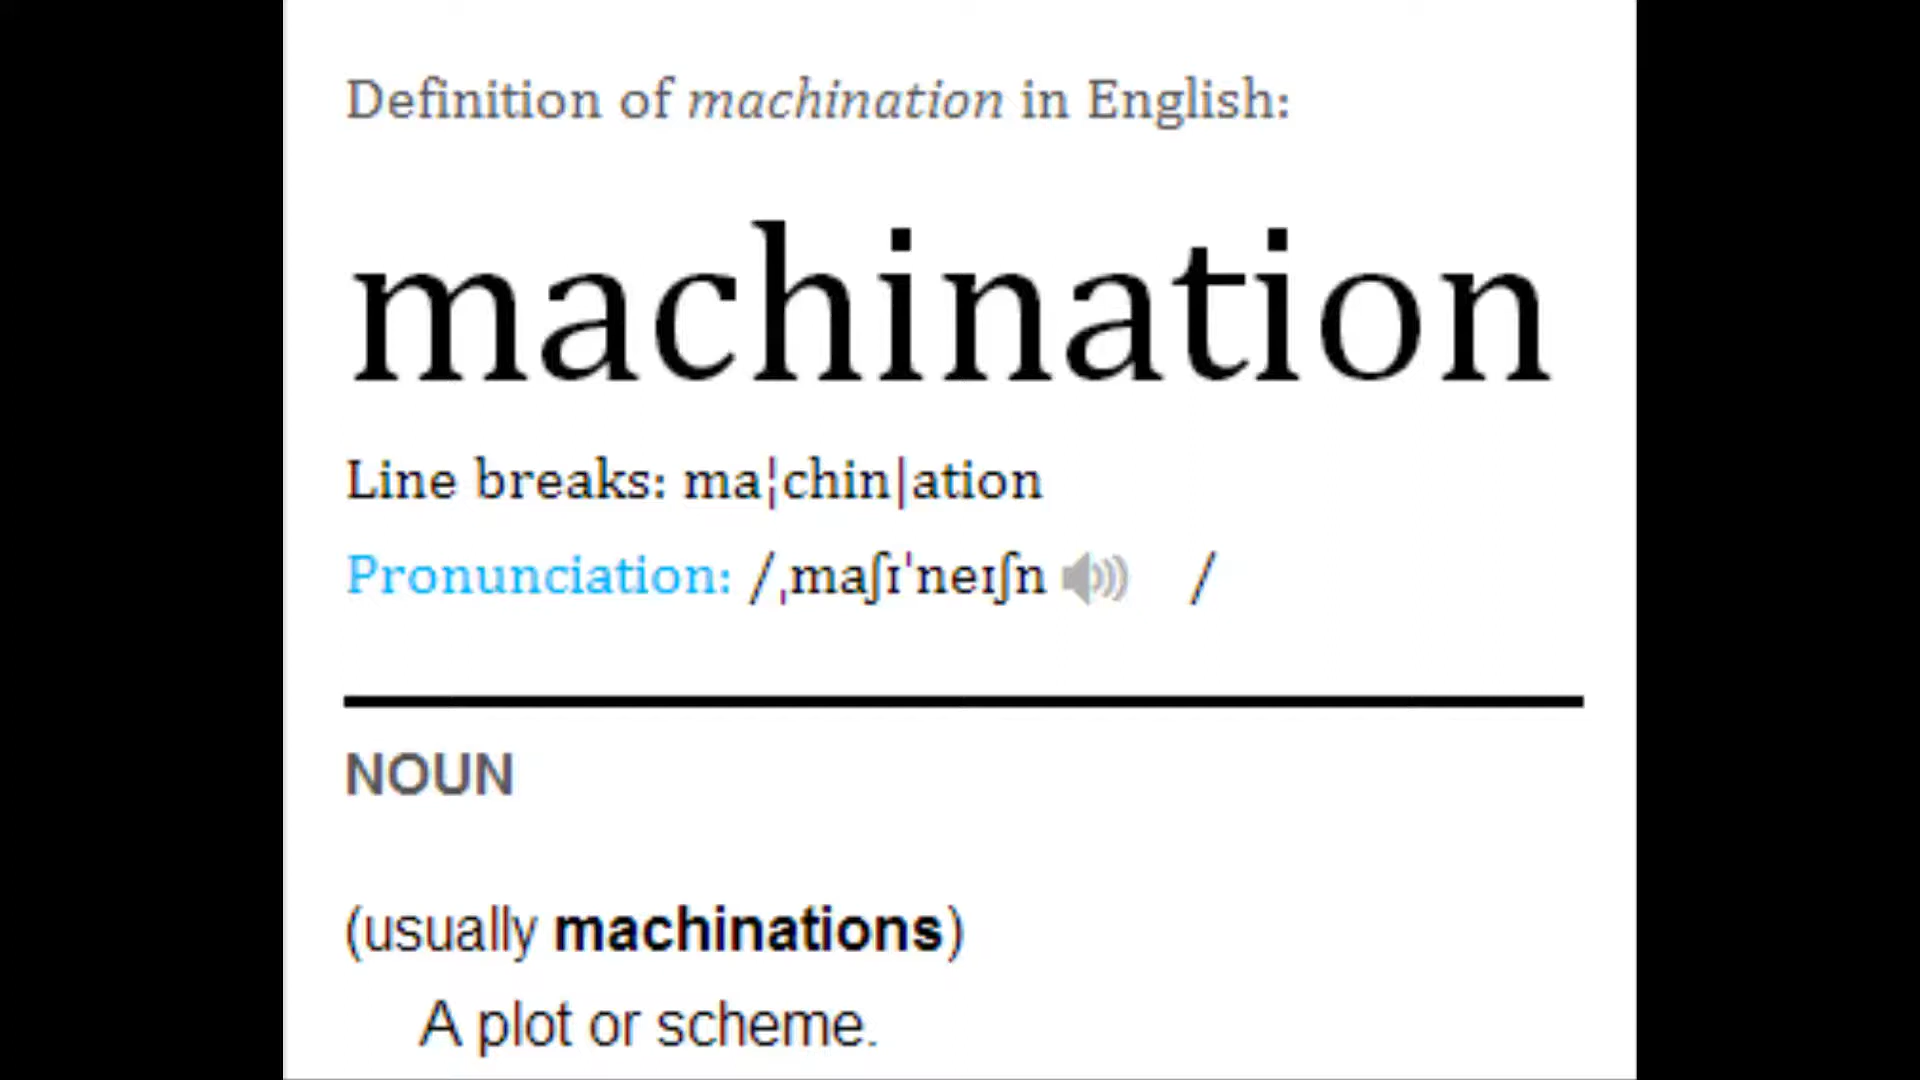 Definition of machination in English:
machination
Line breaks: ma¦chin|ation
Pronunciation: /ˌmaʃɪˈneɪʃn /
NOUN
(usually machinations)
A plot or scheme.